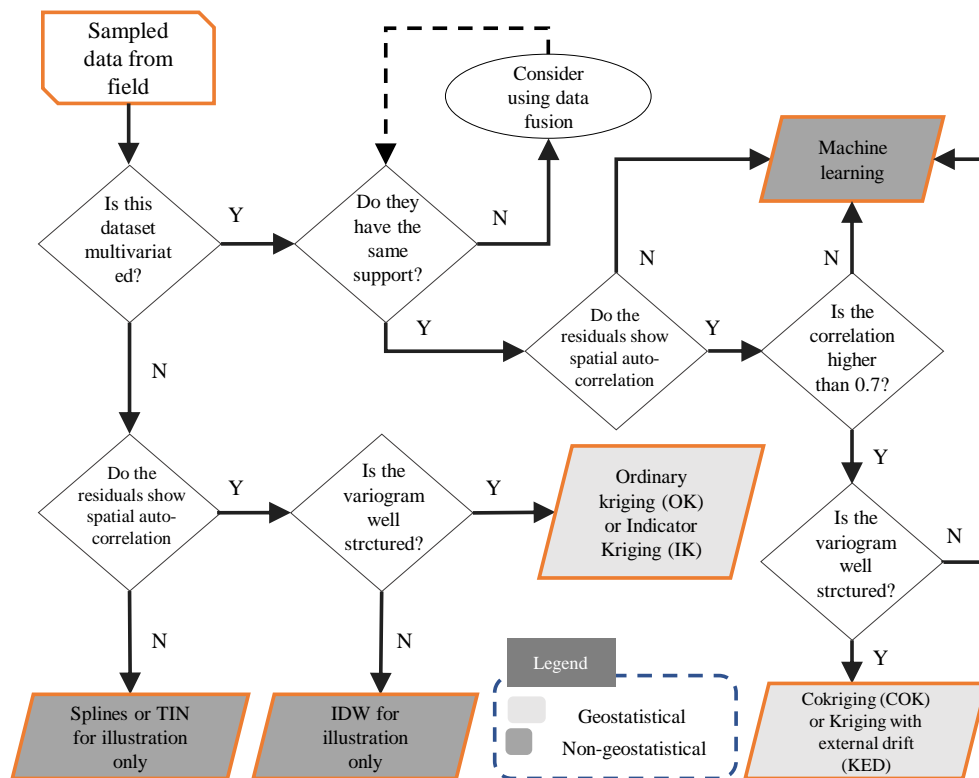 Sampled
data from
field
Consider
using data
fusion
Machine
learning
Is this
dataset
multivariat
ed?
Y
Do they
have the
same
support?
N
N
N
Y
Do the
residuals show
spatial auto-
correlation
Y
Is the
correlation
higher
than 0.7?
N
Y
Do the
residuals show
spatial auto-
correlation
Y
Is the
variogram
well
strctured?
Y
Ordinary
kriging (OK)
or Indicator
Kriging (IK)
Is the
variogram
well
strctured?
N
N
N
Y
Splines or TIN
for illustration
only
IDW for
illustration
only
Legend
Geostatistical
Non-geostatistical
Cokriging (COK)
or Kriging with
external drift
(KED)